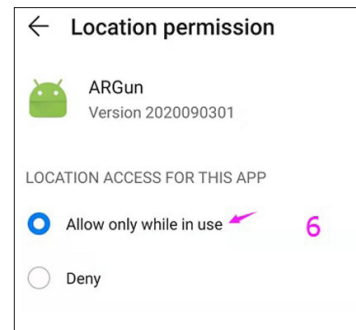 Location permission
ARGun
Version 2020090301
LOCATION ACCESS FOR THIS APP
Allow only while in use 6
Deny